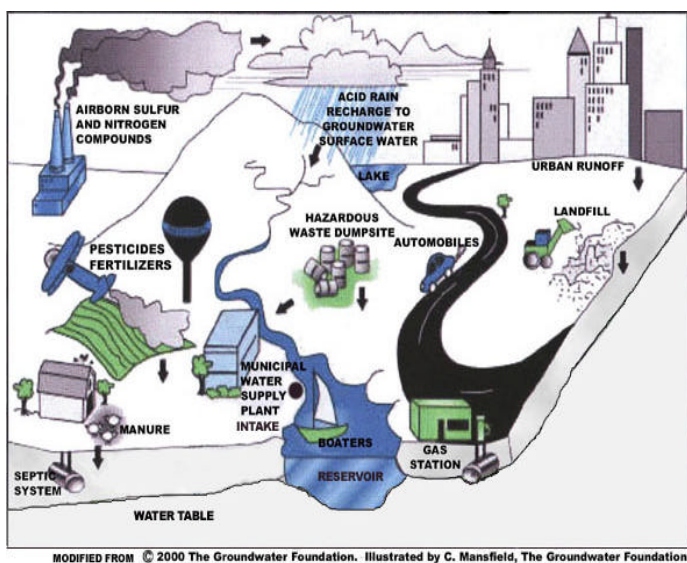 AIRBORN SULFUR
AND NITROGEN
COMPOUNDS
ACID RAIN
RECHARGE TO
GROUNDWATER
SURFACE WATER
LAKE
URBAN RUNOFF
PESTICIDES
FERTILIZERS
HAZARDOUS
WASTE DUMPSITE
AUTOMOBILES
LANDFILL
MUNICIPAL
WATER
SUPPLY
PLANT
INTAKE
MANURE
BOATERS
GAS
STATION
SEPTIC
SYSTEM
RESERVOIR
WATER TABLE
MODIFIED FROM © 2000 The Groundwater Foundation. Illustrated by C. Mansfield, The Groundwater Foundation